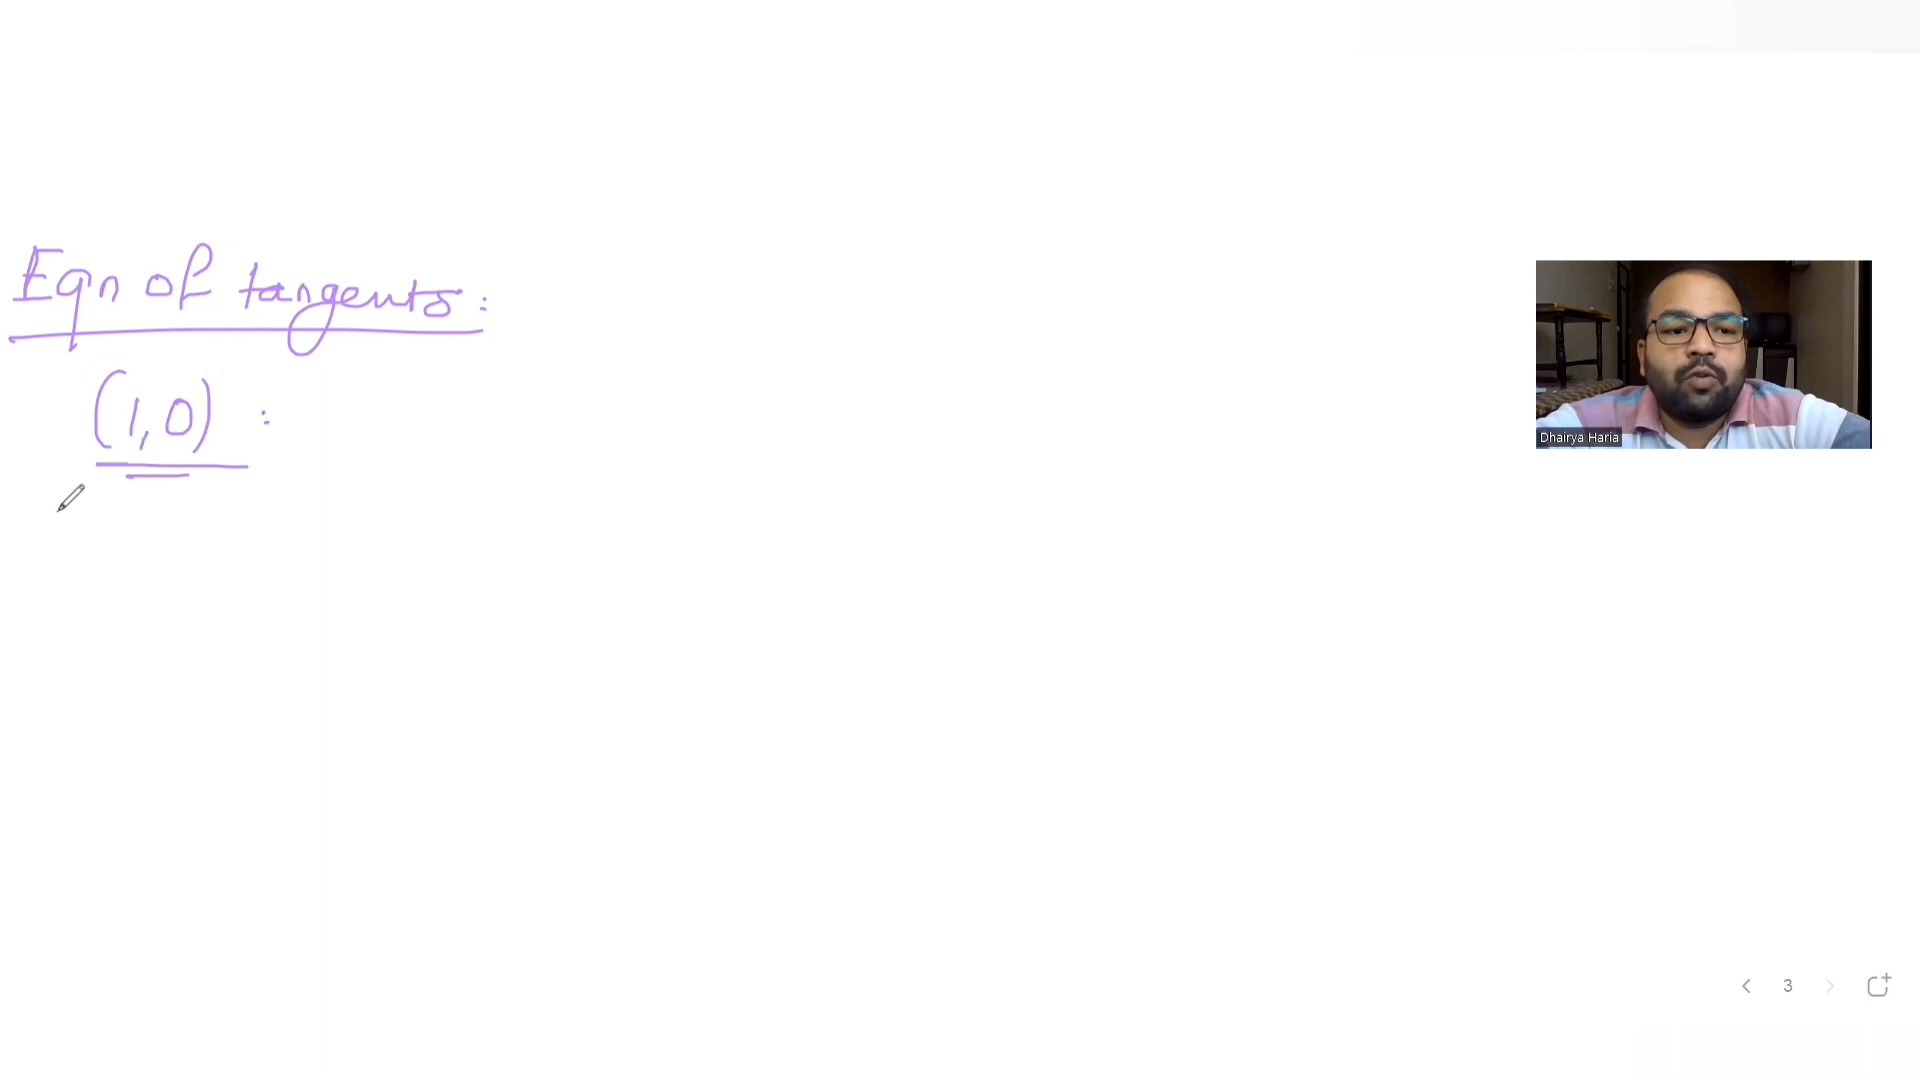 Eqn of tangents:
(1,0) :
Dhairya Haria
3